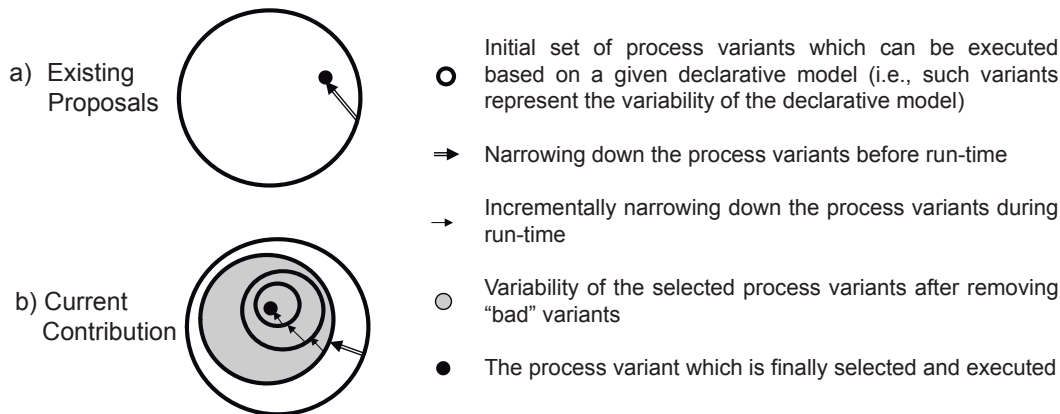 a) Existing
Proposals
Initial set of process variants which can be executed
based on a given declarative model (i.e., such variants
represent the variability of the declarative model)
Narrowing down the process variants before run-time
Incrementally narrowing down the process variants during
run-time
b) Current
Contribution
Variability of the selected process variants after removing
“bad” variants
The process variant which is finally selected and executed